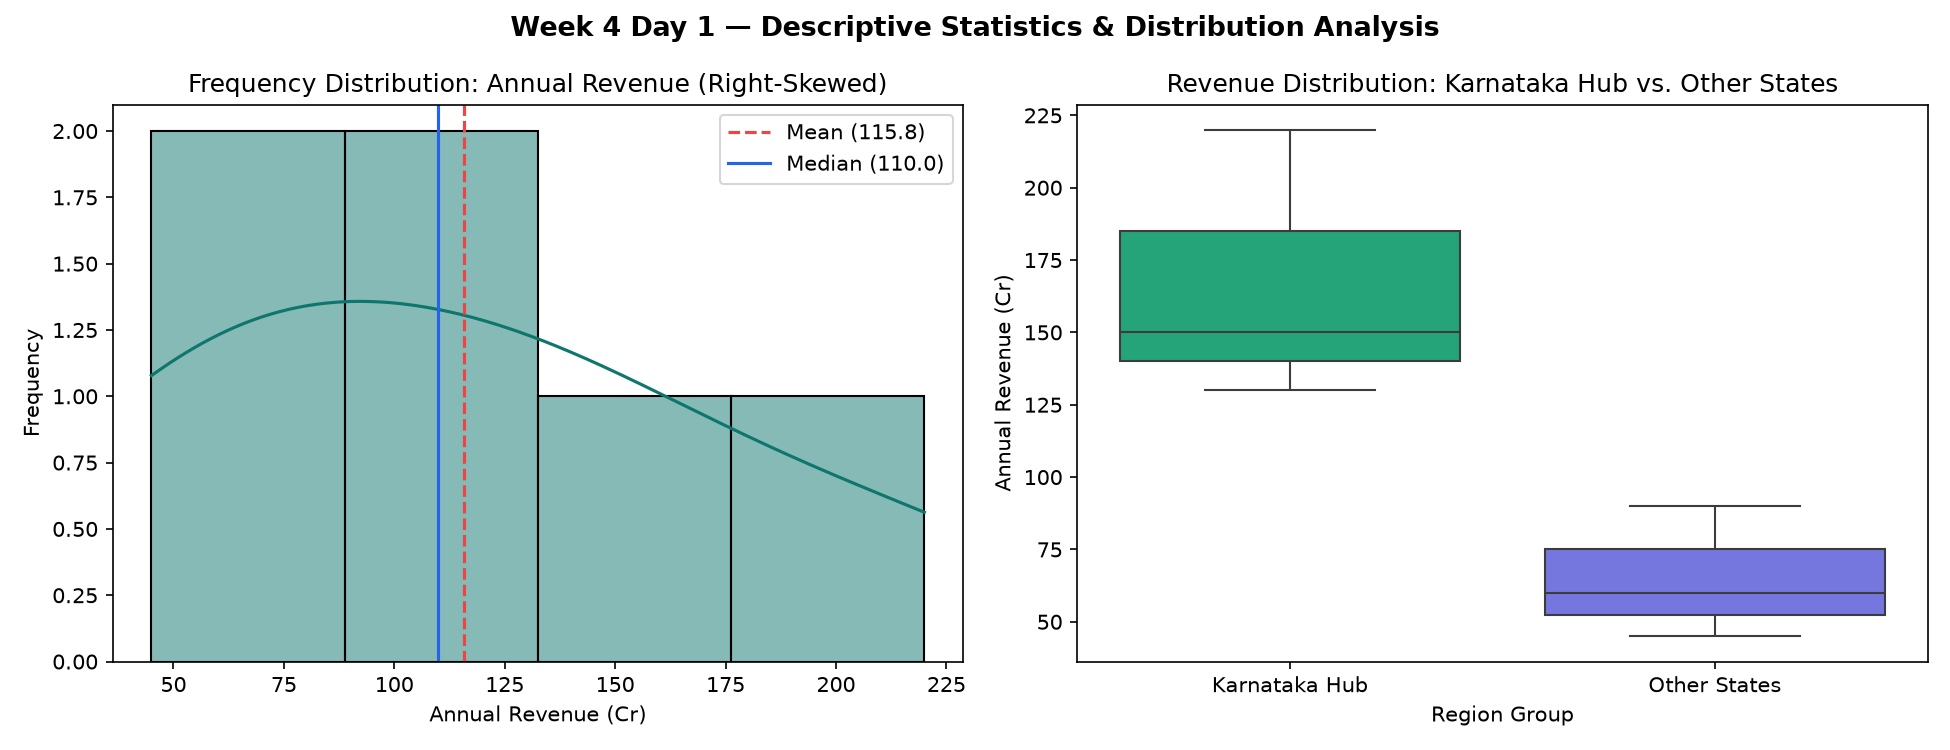 Week 4 Day 1 — Descriptive Statistics & Distribution Analysis
Frequency Distribution: Annual Revenue (Right-Skewed)
Frequency
2.00
1.75
1.50
1.25
1.00
0.75
0.50
0.25
0.00
Mean (115.8)
Median (110.0)
50 75 100 125 150 175 200 225
Annual Revenue (Cr)
Revenue Distribution: Karnataka Hub vs. Other States
Annual Revenue (Cr)
225
200
175
150
125
100
75
50
Karnataka Hub Other States
Region Group